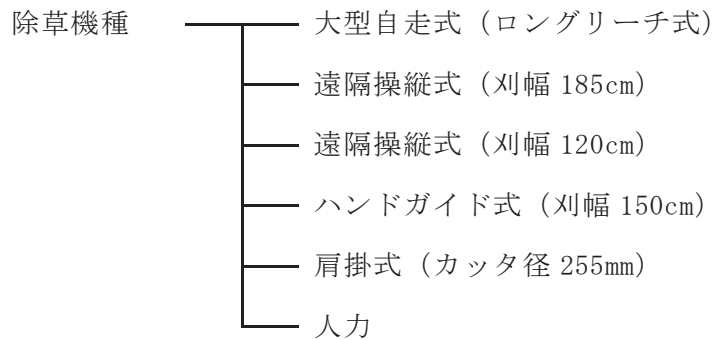 除草機種 大型自走式（ロングリーチ式）
遠隔操縦式（刈幅 185cm）
遠隔操縦式（刈幅 120cm）
ハンドガイド式（刈幅 150cm）
肩掛式（カッタ径 255mm）
人力